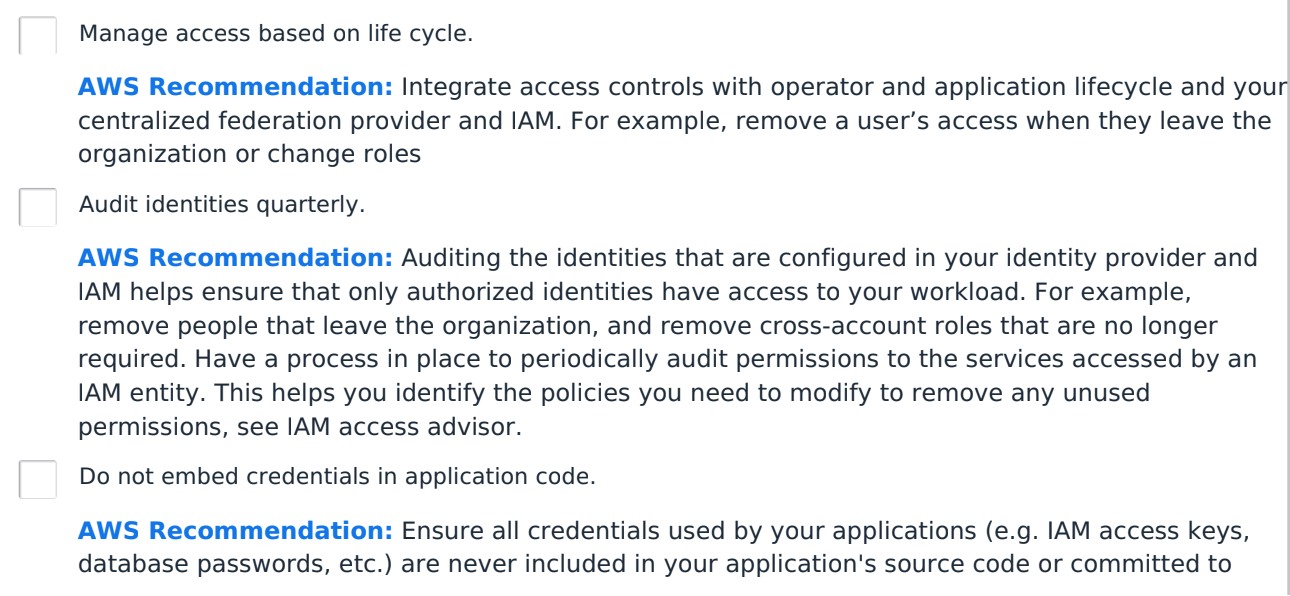 Manage access based on life cycle.
AWS Recommendation: Integrate access controls with operator and application lifecycle and your
centralized federation provider and IAM. For example, remove a user’s access when they leave the
organization or change roles
Audit identities quarterly.
AWS Recommendation: Auditing the identities that are configured in your identity provider and
IAM helps ensure that only authorized identities have access to your workload. For example,
remove people that leave the organization, and remove cross-account roles that are no longer
required. Have a process in place to periodically audit permissions to the services accessed by an
IAM entity. This helps you identify the policies you need to modify to remove any unused
permissions, see IAM access advisor.
Do not embed credentials in application code.
AWS Recommendation: Ensure all credentials used by your applications (e.g. IAM access keys,
database passwords, etc.) are never included in your application's source code or committed to